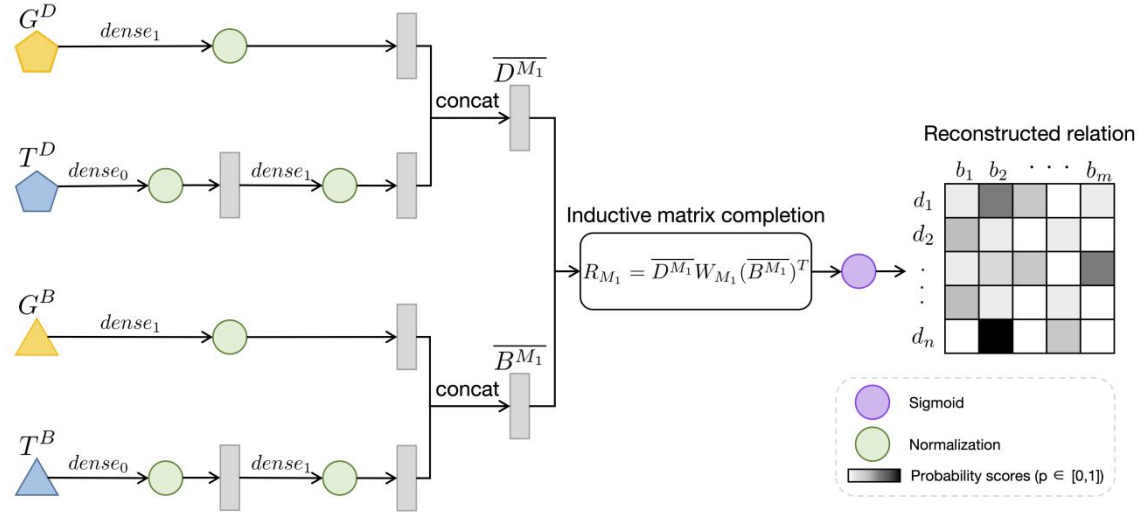 G^D
dense_1
concat
\overline{D^{M_1}}
T^D
dense_0
dense_1
Inductive matrix completion
R_{M_1} = \overline{D^{M_1}} W_{M_1} (\overline{B^{M_1}})^T
G^B
dense_1
concat
\overline{B^{M_1}}
T^B
dense_0
dense_1
Reconstructed relation
b_1 b_2 · · · b_m
d_1
d_2
·
·
·
d_n
Sigmoid
Normalization
Probability scores (p ∈ [0,1])